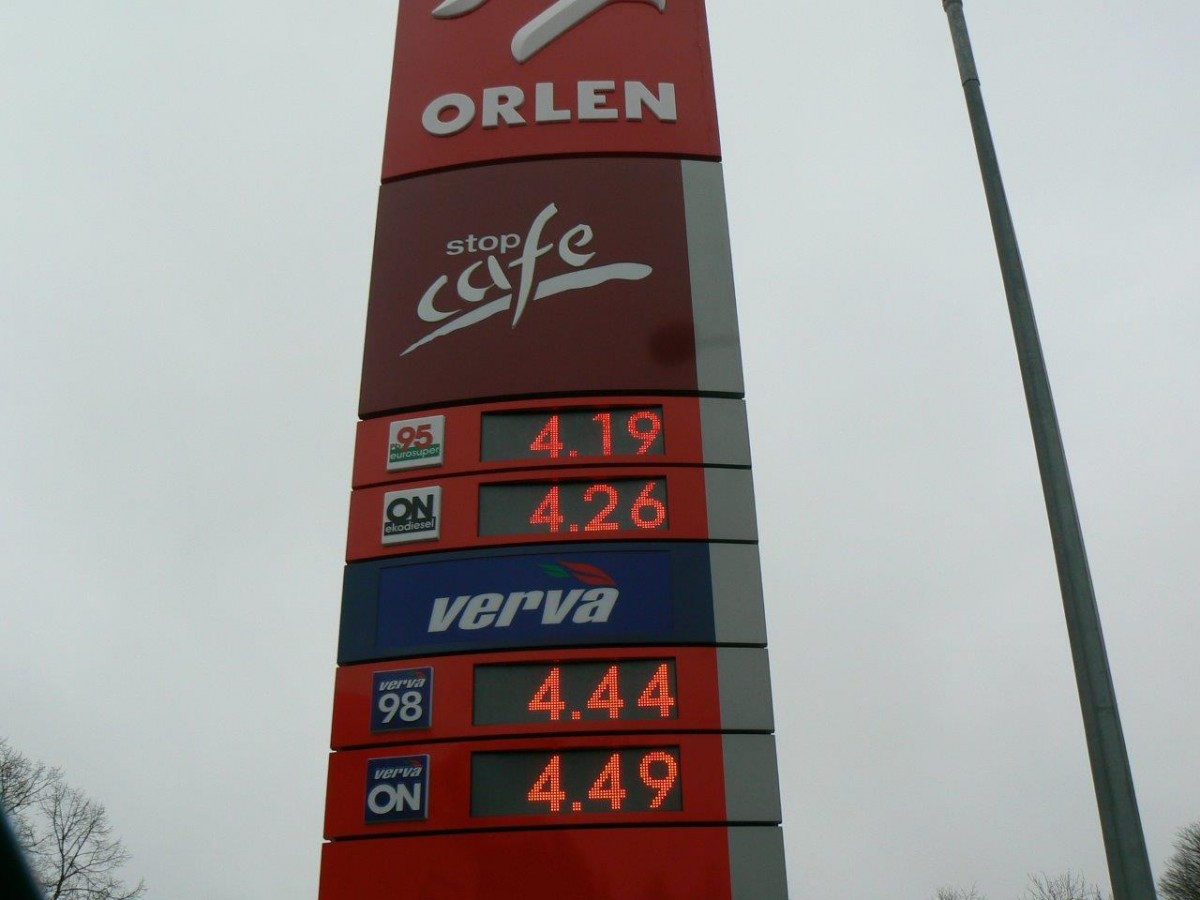 ORLEN
stop
cafe
95 4.19
eurosuper
ON 4.26
ekodiesel
verva
verva
98 4.44
verva
ON 4.49